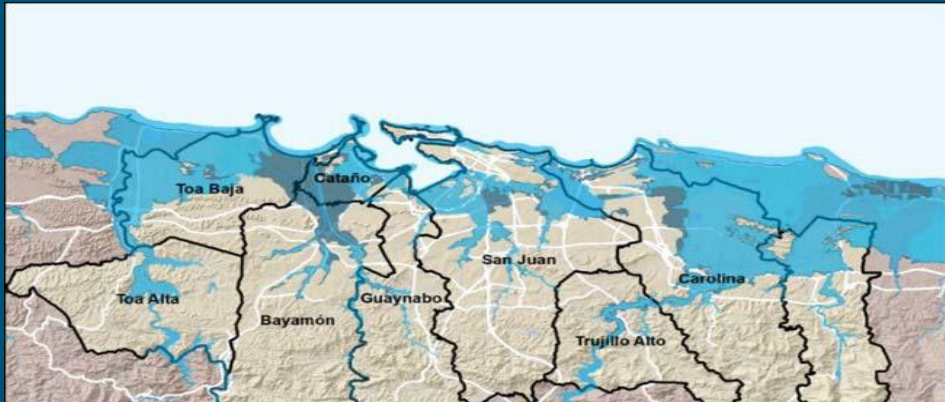 Toa Baja
Cataño
San Juan
Carolina
Toa Alta
Guaynabo
Bayamón
Trujillo Alto